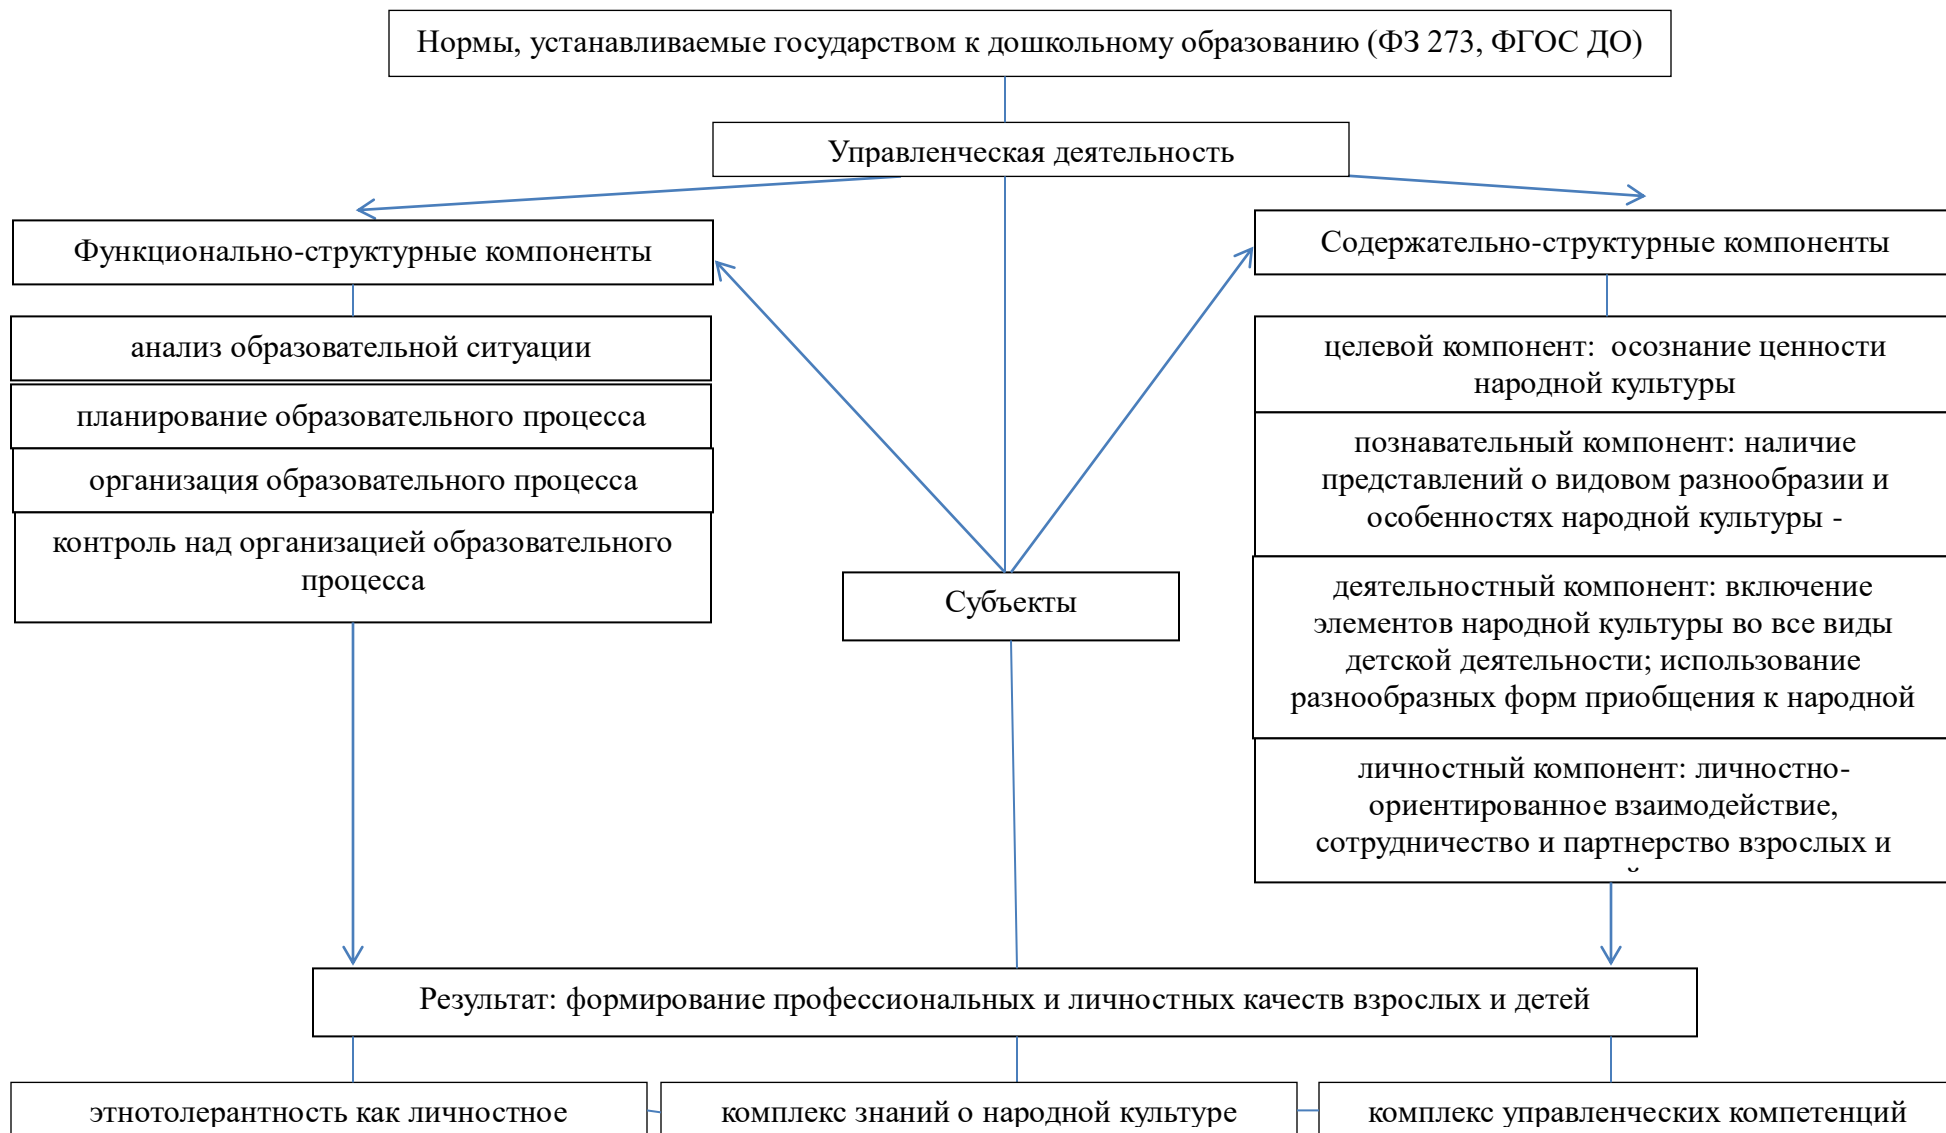 Нормы, устанавливаемые государством к дошкольному образованию (ФЗ 273, ФГОС ДО)
Управленческая деятельность
Функционально-структурные компоненты
анализ образовательной ситуации
планирование образовательного процесса
организация образовательного процесса
контроль над организацией образовательного
процесса
Субъекты
Содержательно-структурные компоненты
целевой компонент:  осознание ценности
народной культуры
познавательный компонент: наличие
представлений о видовом разнообразии и
особенностях народной культуры -
деятельностный компонент: включение
элементов народной культуры во все виды
детской деятельности; использование
разнообразных форм приобщения к народной
личностный компонент: личностно-
ориентированное взаимодействие,
сотрудничество и партнерство взрослых и
Результат: формирование профессиональных и личностных качеств взрослых и детей
этнотолерантность как личностное
комплекс знаний о народной культуре
комплекс управленческих компетенций